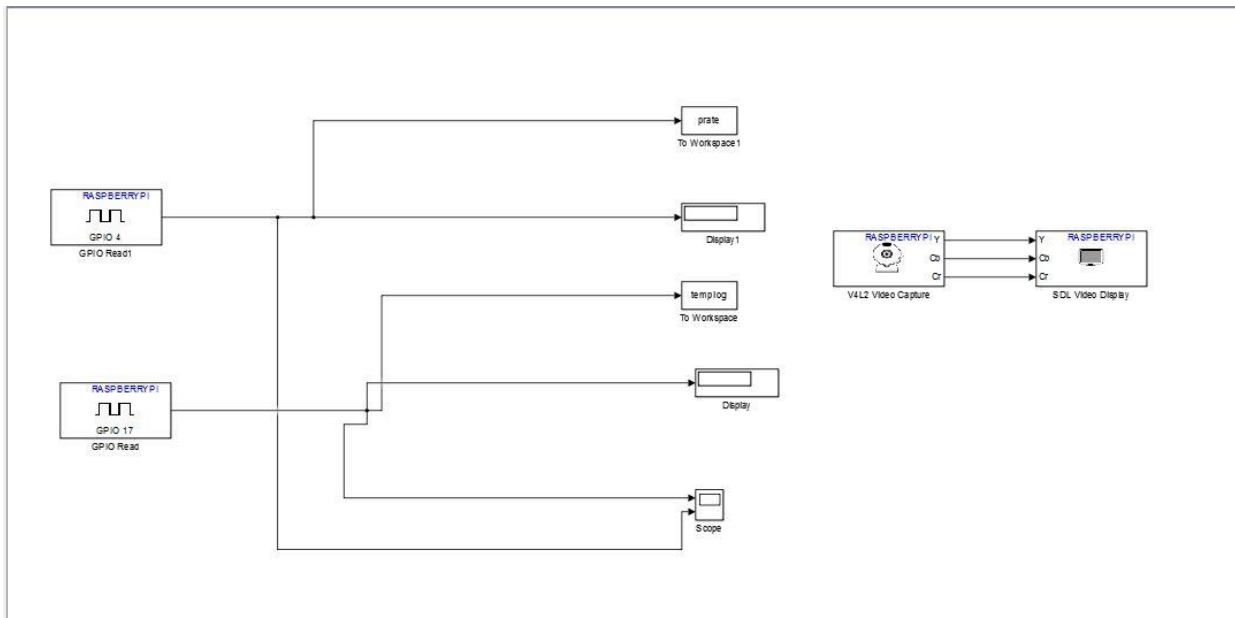 prate
To Workspace1
RASPBERRYPI
GPIO 4
GPIO Read1
Display1
templog
To Workspace
RASPBERRYPI
GPIO 17
GPIO Read
Display
Scope
RASPBERRYPI
Y
Cb
Cr
V4L2 Video Capture
RASPBERRYPI
Y
Cb
Cr
SDL Video Display